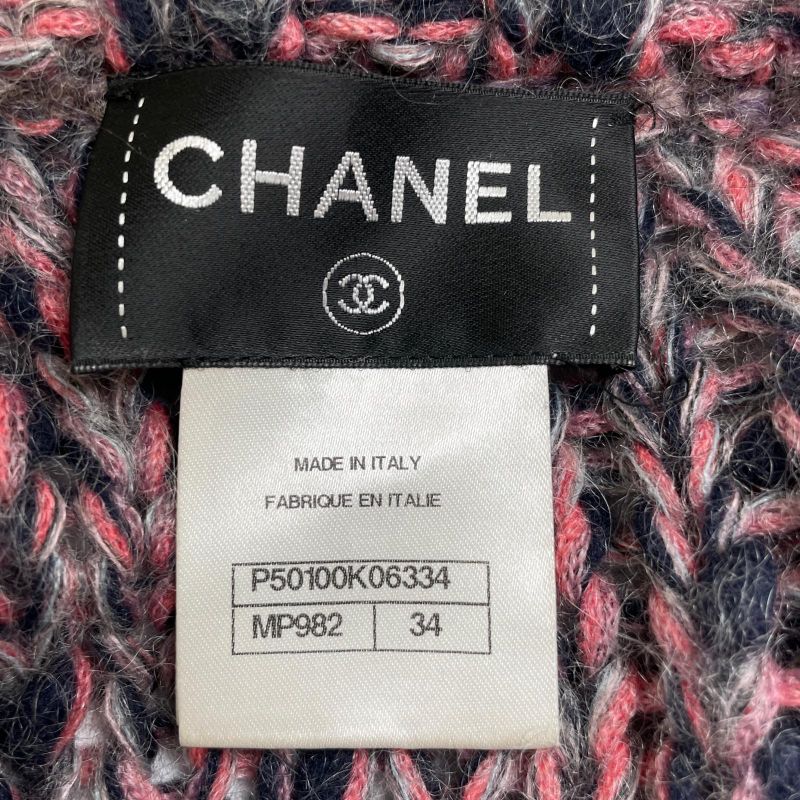 CHANEL
MADE IN ITALY
FABRIQUE EN ITALIE
P50100K06334
MP982 34